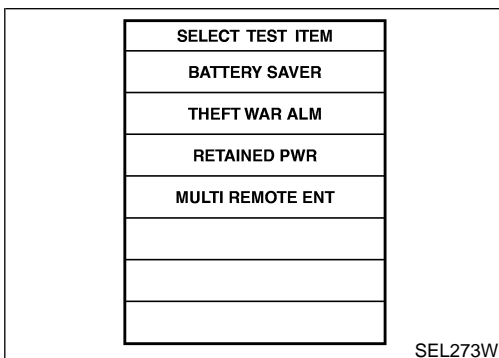 SELECT TEST ITEM
BATTERY SAVER
THEFT WAR ALM
RETAINED PWR
MULTI REMOTE ENT
SEL273W